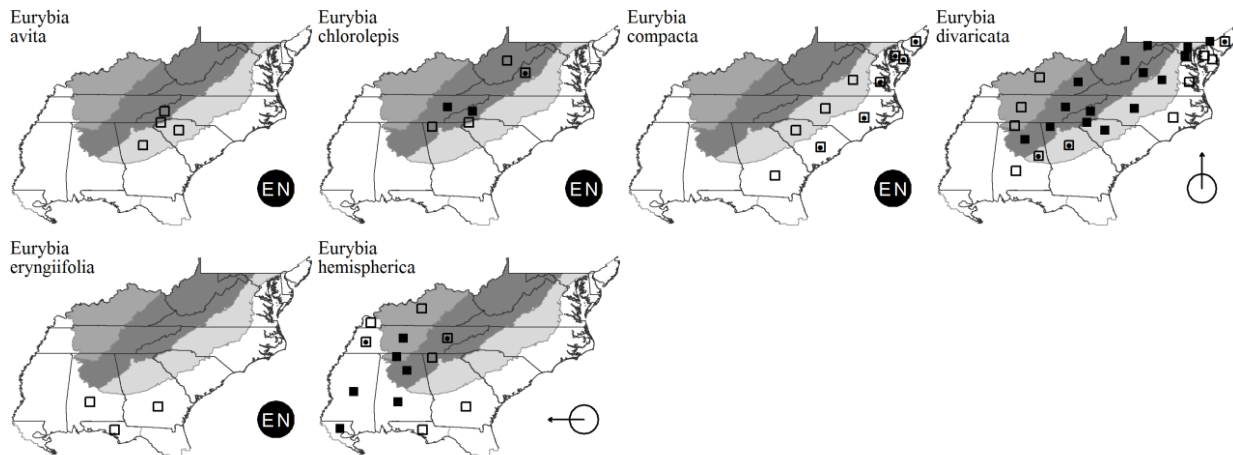 Eurybia
avita
EN
Eurybia
chlorolepis
EN
Eurybia
compacta
EN
Eurybia
divaricata
Eurybia
eryngiifolia
EN
Eurybia
hemispherica